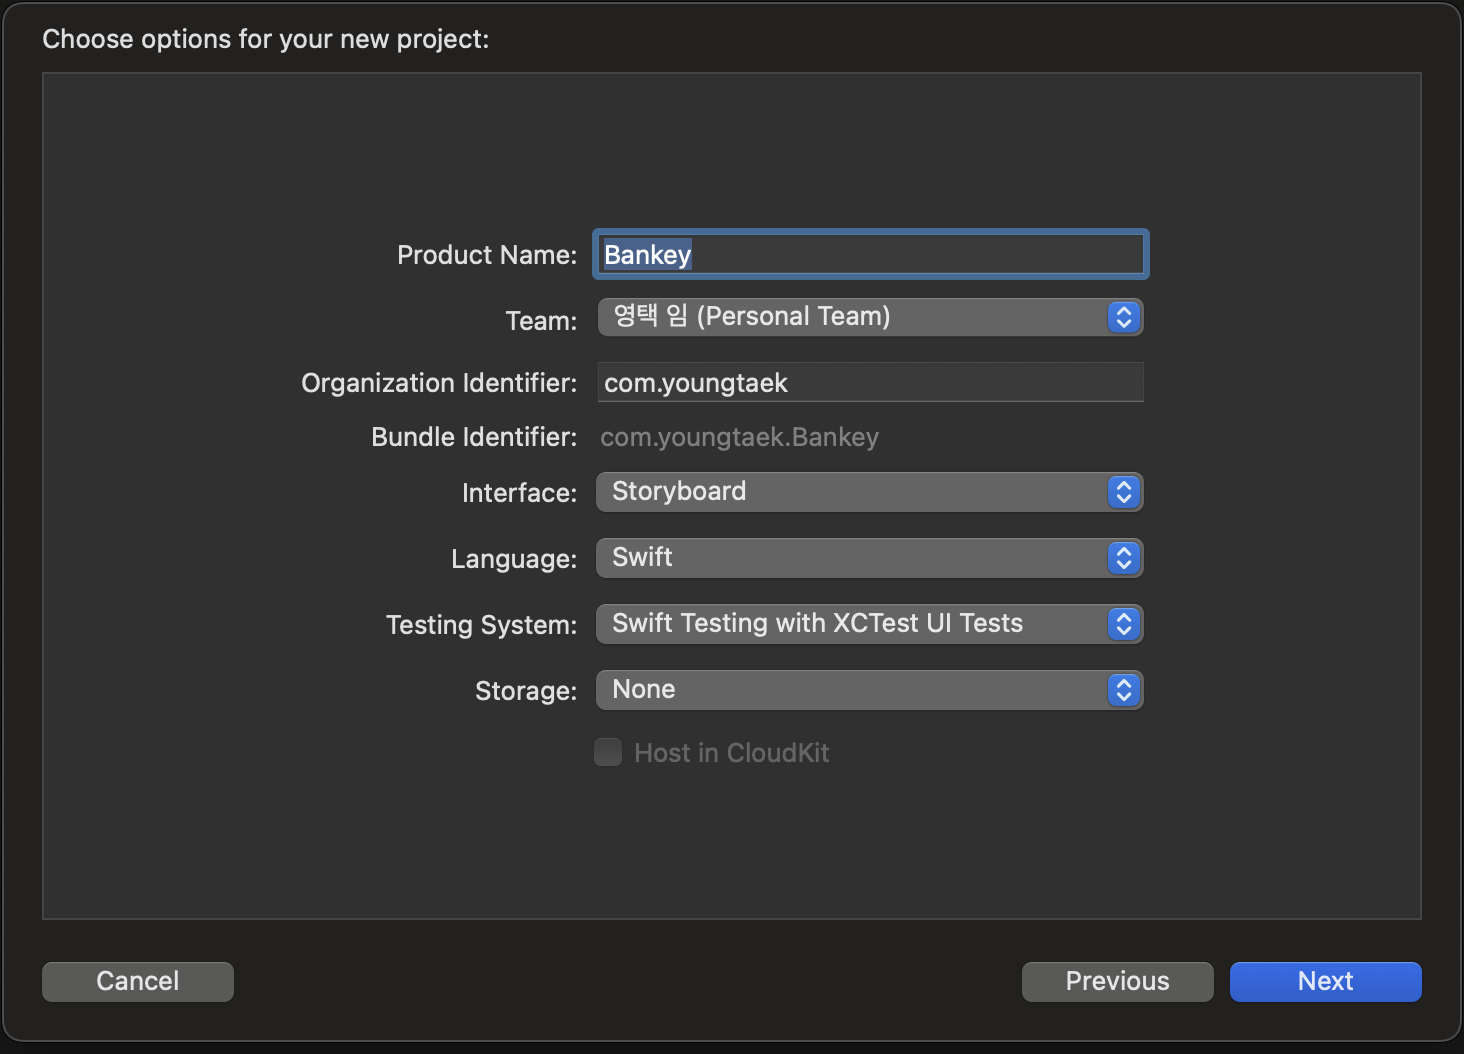 Choose options for your new project:
Product Name: Bankey
Team: 영택 임 (Personal Team)
Organization Identifier: com.youngtaek
Bundle Identifier: com.youngtaek.Bankey
Interface: Storyboard
Language: Swift
Testing System: Swift Testing with XCTest UI Tests
Storage: None
Host in CloudKit
Cancel Previous Next